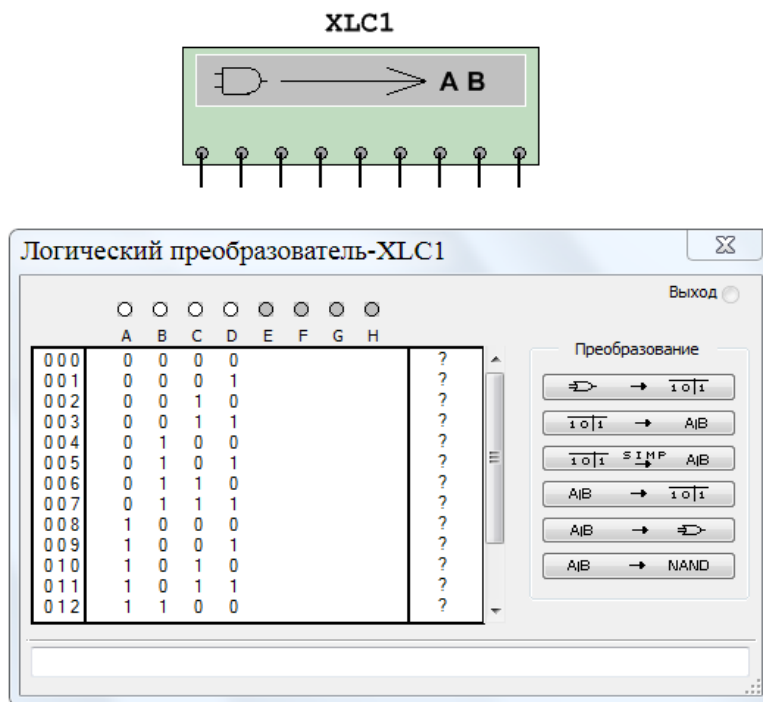 XLC1
A B
Логический преобразователь-XLC1
Выход
A B C D E F G H
000 0 0 0 0 ?
001 0 0 0 1 ?
002 0 0 1 0 ?
003 0 0 1 1 ?
004 0 1 0 0 ?
005 0 1 0 1 ?
006 0 1 1 0 ?
007 0 1 1 1 ?
008 1 0 0 0 ?
009 1 0 0 1 ?
010 1 0 1 0 ?
011 1 0 1 1 ?
012 1 1 0 0 ?
Преобразование
→ 1 0|1
1 0|1 → A|B
1 0|1 SIMP A|B
A|B → 1 0|1
A|B →
A|B → NAND